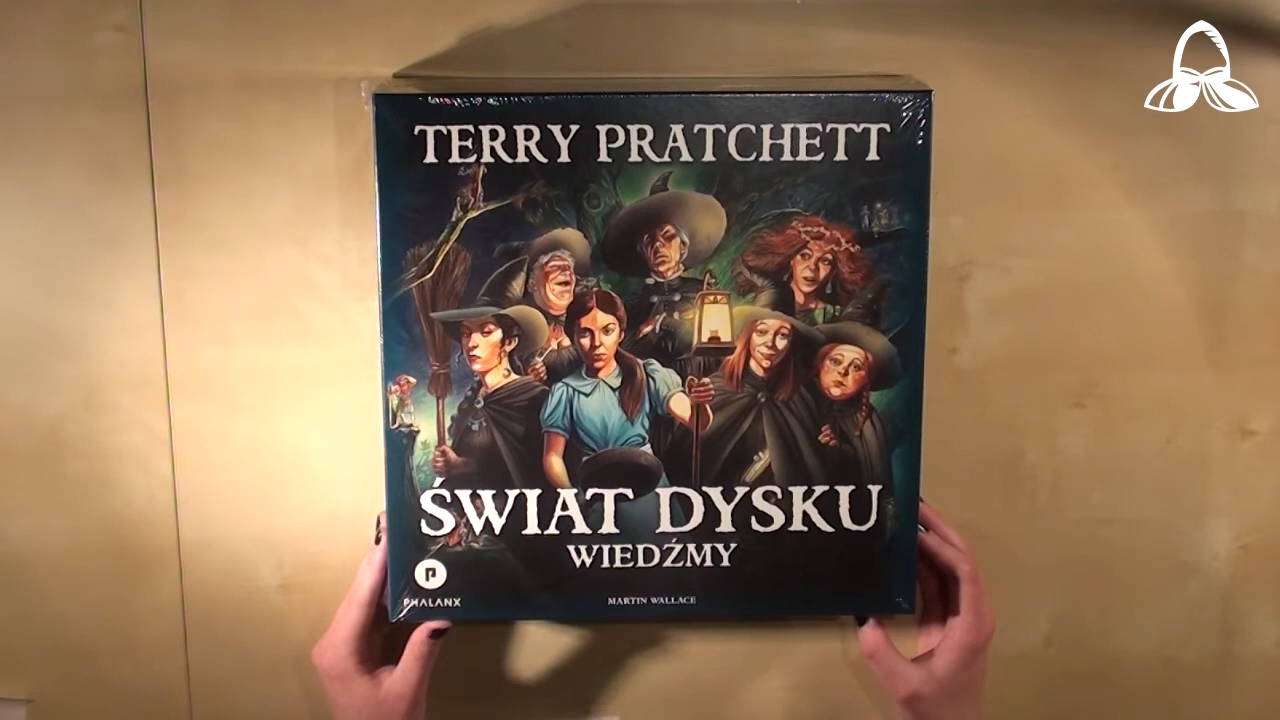 TERRY PRATCHETT
ŚWIAT DYSKU
WIEDŹMY
PHALANX
MARTIN WALLACE